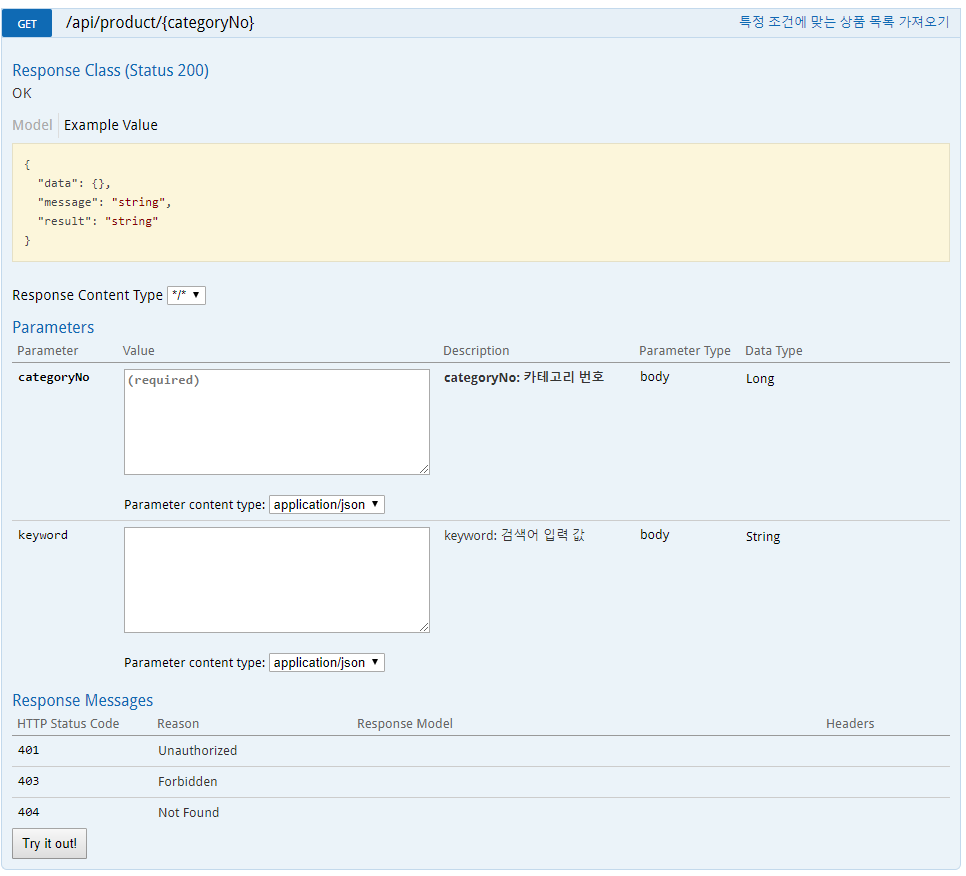 GET /api/product/{categoryNo} 특정 조건에 맞는 상품 목록 가져오기
Response Class (Status 200)
OK
Model Example Value
{
"data": {},
"message": "string",
"result": "string"
}
Response Content Type */*
Parameters
Parameter Value Description Parameter Type Data Type
categoryNo (required) categoryNo: 카테고리 번호 body Long
Parameter content type: application/json
keyword keyword: 검색어 입력 값 body String
Parameter content type: application/json
Response Messages
HTTP Status Code Reason Response Model Headers
401 Unauthorized
403 Forbidden
404 Not Found
Try it out!